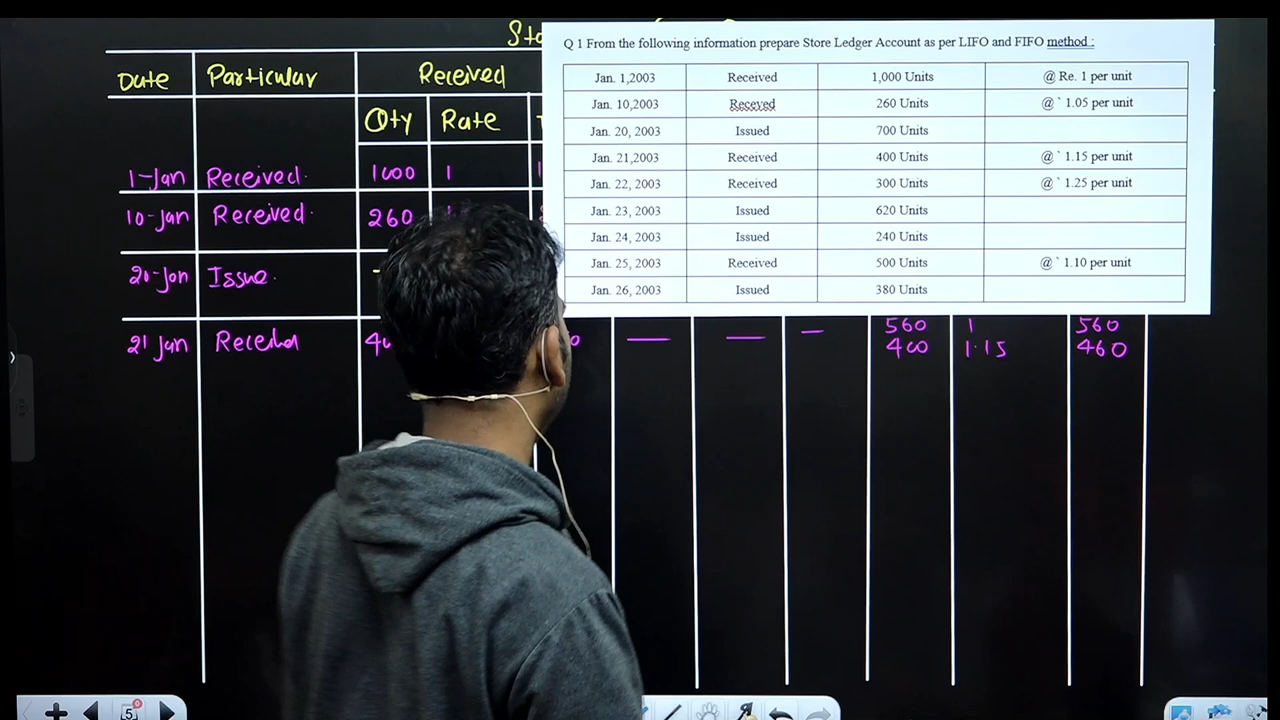 Sto
Q 1 From the following information prepare Store Ledger Account as per LIFO and FIFO method :
Jan. 1,2003 Received 1,000 Units @ Re. 1 per unit
Jan. 10,2003 Receved 260 Units @ ` 1.05 per unit
Jan. 20, 2003 Issued 700 Units
Jan. 21,2003 Received 400 Units @ ` 1.15 per unit
Jan. 22, 2003 Received 300 Units @ ` 1.25 per unit
Jan. 23, 2003 Issued 620 Units
Jan. 24, 2003 Issued 240 Units
Jan. 25, 2003 Received 500 Units @ ` 1.10 per unit
Jan. 26, 2003 Issued 380 Units
Date Particular Received
Qty Rate
1-Jan Received. 1000 1
10-Jan Received. 260
20-Jan Issue.
560 1 560
21 Jan Received — — — 400 1.15 460
5